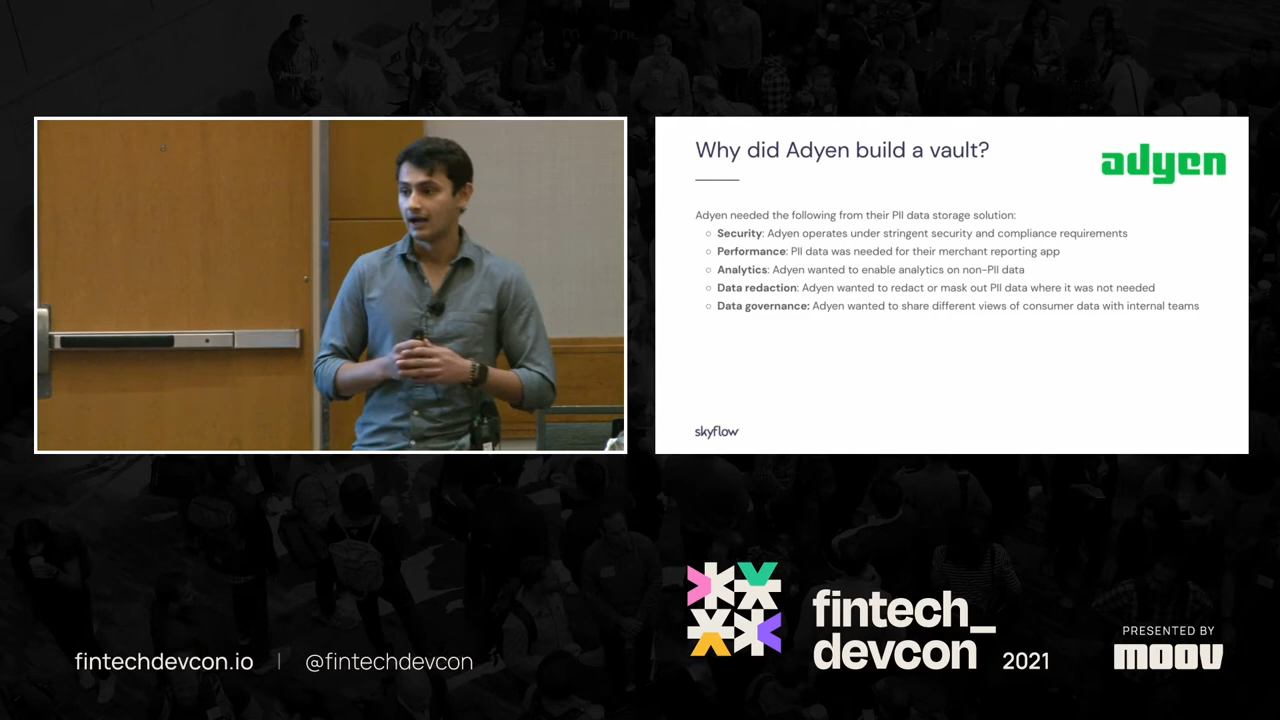 Why did Adyen build a vault?
adyen
Adyen needed the following from their PII data storage solution:
Security: Adyen operates under stringent security and compliance requirements
Performance: PII data was needed for their merchant reporting app
Analytics: Adyen wanted to enable analytics on non-PII data
Data redaction: Adyen wanted to redact or mask out PII data where it was not needed
Data governance: Adyen wanted to share different views of consumer data with internal teams
skyflow
fintechdevcon.io | @fintechdevcon
fintech_
devcon 2021
PRESENTED BY
moov